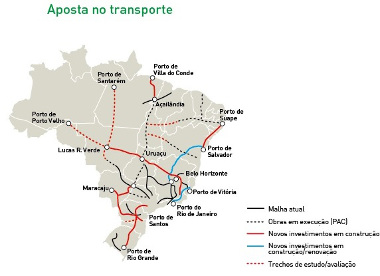 Aposta no transporte
Porto de
Vila do Conde
Porto de
Santarém
Açailândia
Porto de
Suape
Porto de
Porto Velho
Lucas R. Verde
Uruaçu
Porto de
Salvador
Belo Horizonte
Maracaju
Porto de Vitória
Porto do
Rio de Janeiro
Porto de
Santos
Porto de
Rio Grande
Malha atual
Obras em execução (PAC)
Novos investimentos em construção
Novos investimentos em
construção/renovação
Trechos de estudo/avaliação